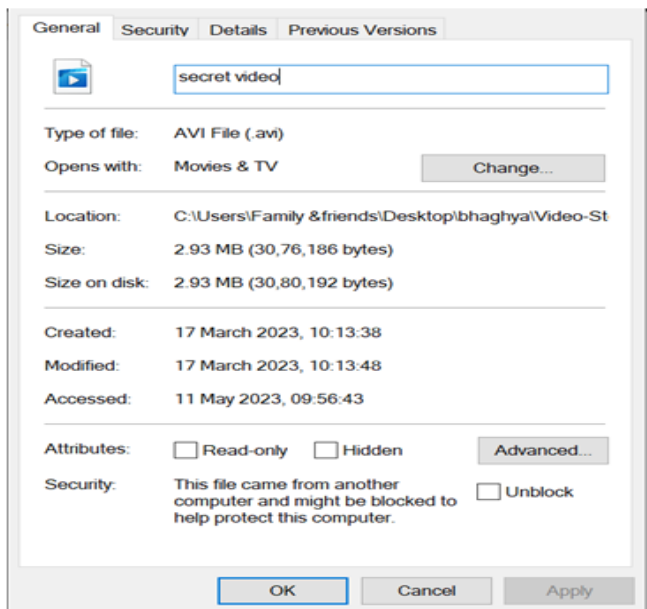 General Security Details Previous Versions
secret video
Type of file: AVI File (.avi)
Opens with: Movies & TV Change...
Location: C:\Users\Family &friends\Desktop\bhaghya\Video-St
Size: 2.93 MB (30,76,186 bytes)
Size on disk: 2.93 MB (30,80,192 bytes)
Created: 17 March 2023, 10:13:38
Modified: 17 March 2023, 10:13:48
Accessed: 11 May 2023, 09:56:43
Attributes: Read-only Hidden Advanced...
Security: This file came from another
computer and might be blocked to
help protect this computer.
Unblock
OK Cancel Apply